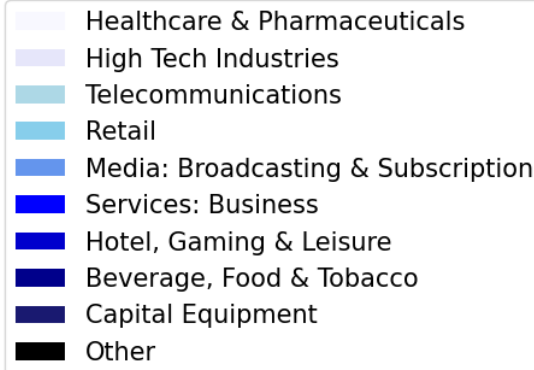 Healthcare & Pharmaceuticals
High Tech Industries
Telecommunications
Retail
Media: Broadcasting & Subscription
Services: Business
Hotel, Gaming & Leisure
Beverage, Food & Tobacco
Capital Equipment
Other